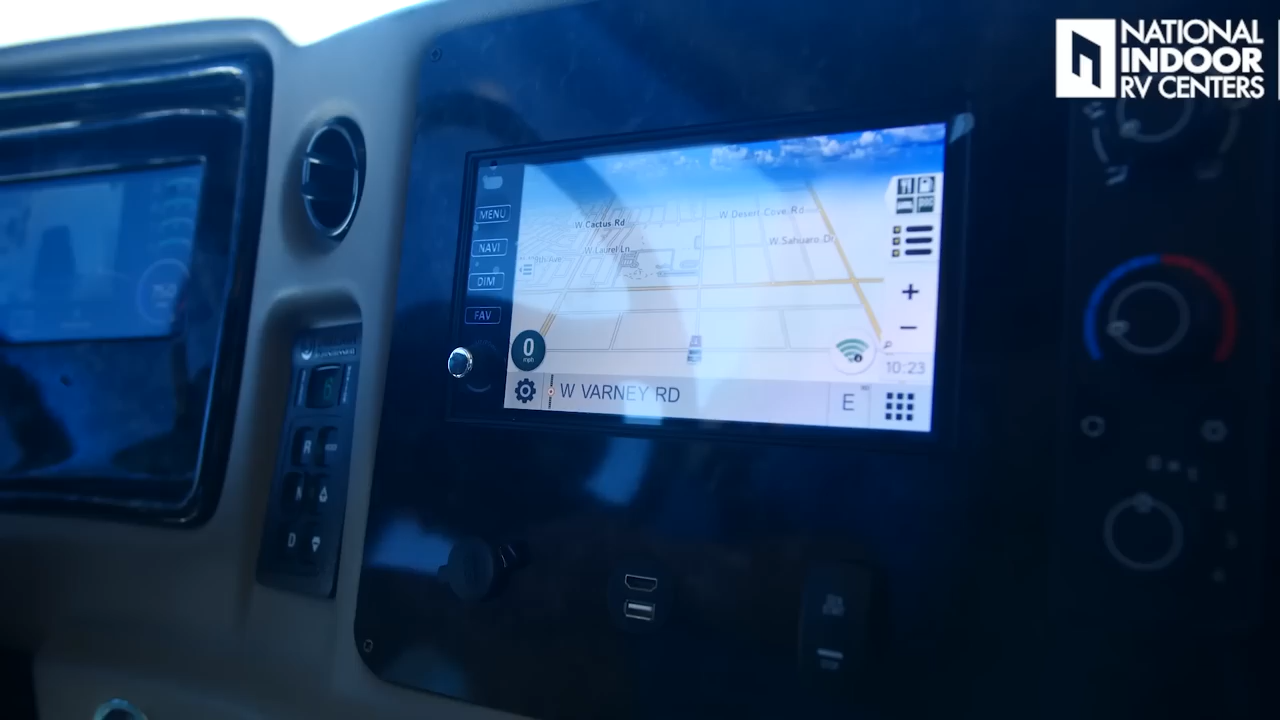 NATIONAL
INDOOR
RV CENTERS
MENU
NAVI
DIM
FAV
W Cactus Rd
W Desert Cove Rd
W Laurel Ln
W Sahuaro Dr
0
mph
10:23
W VARNEY RD
E
R
N
D